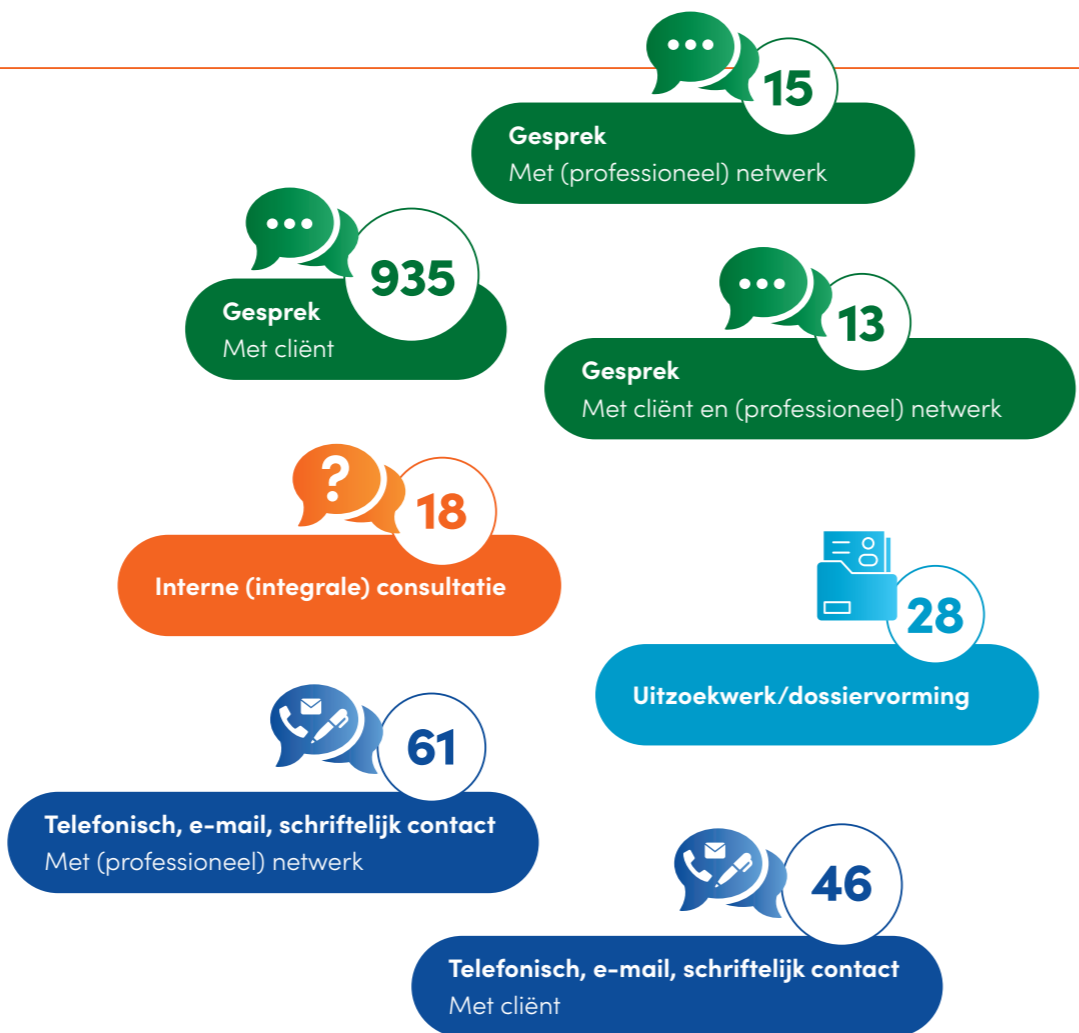 15
Gesprek
Met (professioneel) netwerk
935
Gesprek
Met cliënt
13
Gesprek
Met cliënt en (professioneel) netwerk
?
18
Interne (integrale) consultatie
28
Uitzoekwerk/dossiervorming
61
Telefonisch, e-mail, schriftelijk contact
Met (professioneel) netwerk
46
Telefonisch, e-mail, schriftelijk contact
Met cliënt